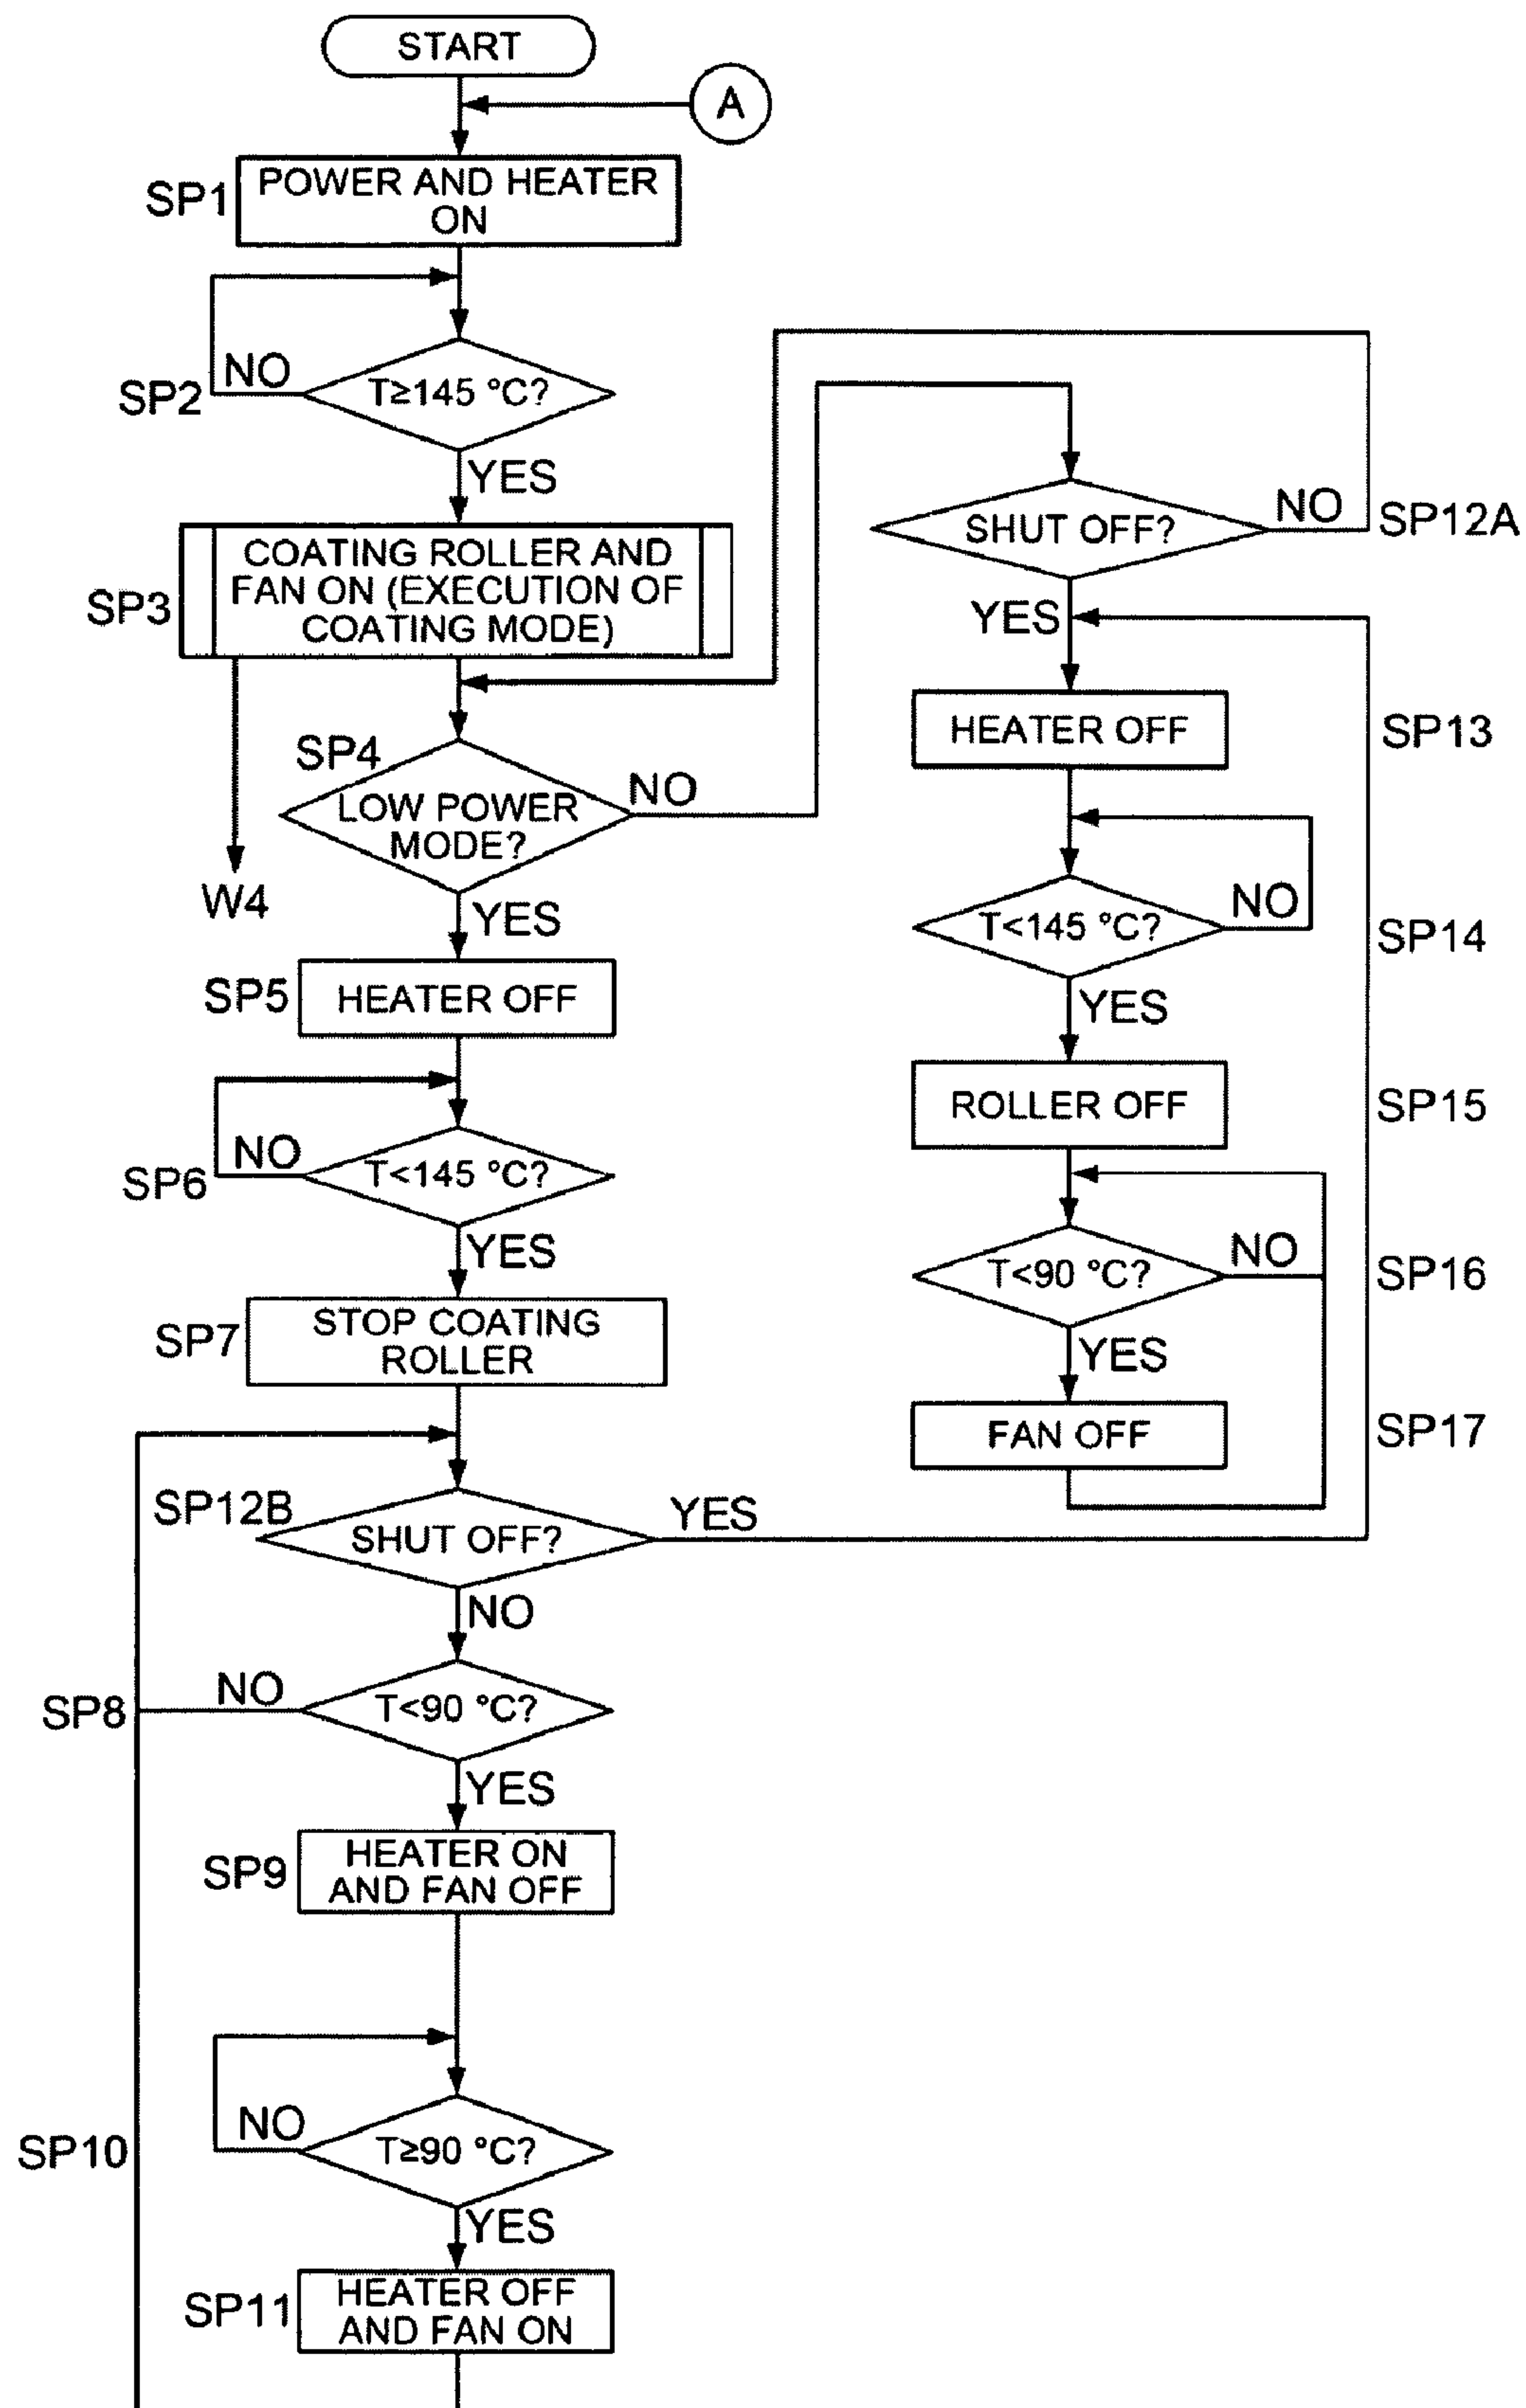 START
A
SP1
POWER AND HEATER
ON
SP2
NO
T≥145 °C?
YES
SP3
COATING ROLLER AND
FAN ON (EXECUTION OF
COATING MODE)
W4
SP4
LOW POWER
MODE?
NO
YES
SP5
HEATER OFF
SP6
NO
T<145 °C?
YES
SP7
STOP COATING
ROLLER
SP12B
SHUT OFF?
YES
NO
SP8
NO
T<90 °C?
YES
SP9
HEATER ON
AND FAN OFF
SP10
NO
T≥90 °C?
YES
SP11
HEATER OFF
AND FAN ON
SHUT OFF?
NO
SP12A
YES
HEATER OFF
SP13
T<145 °C?
NO
SP14
YES
ROLLER OFF
SP15
T<90 °C?
NO
SP16
YES
FAN OFF
SP17